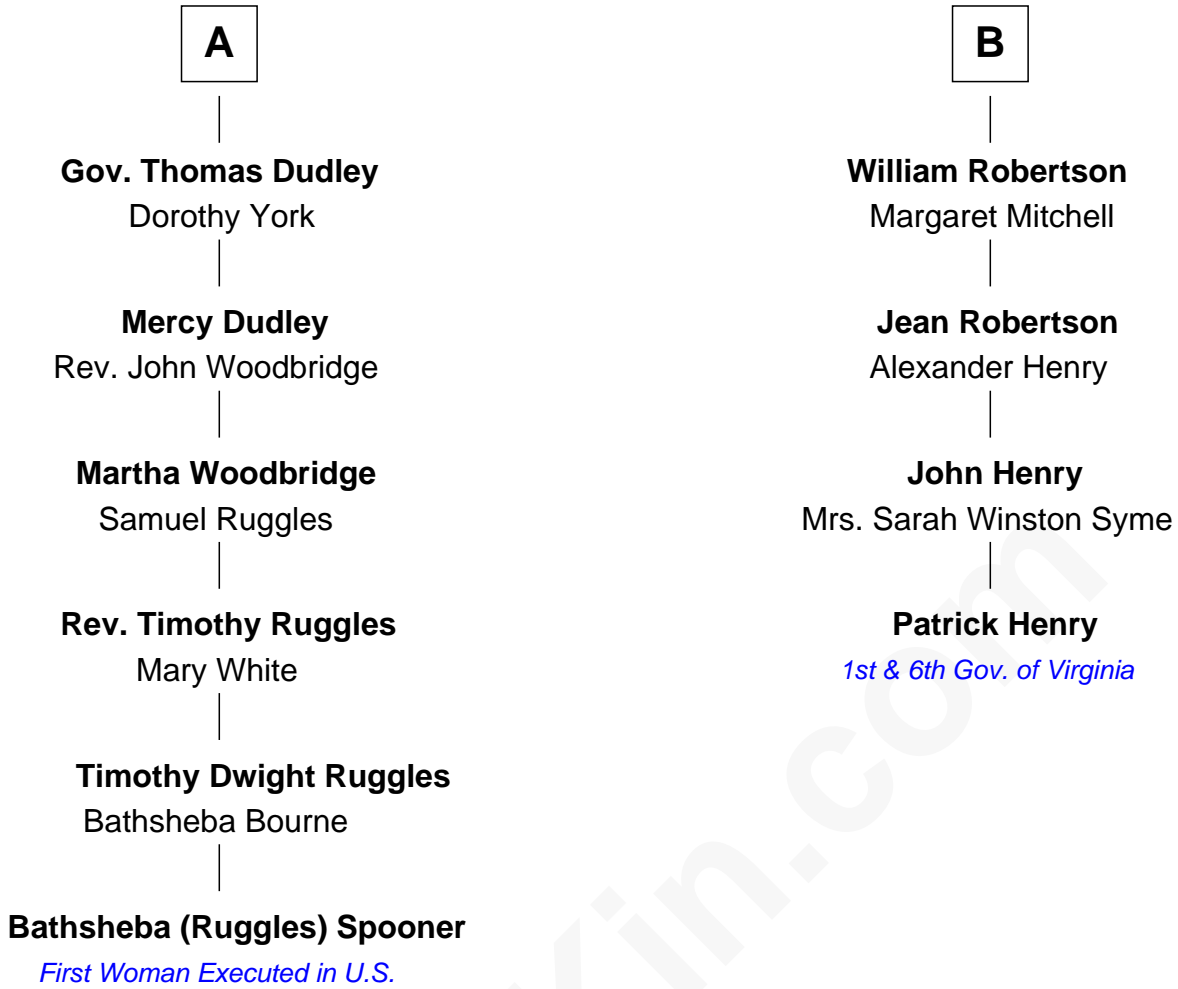 A
Gov. Thomas Dudley
Dorothy York
Mercy Dudley
Rev. John Woodbridge
Martha Woodbridge
Samuel Ruggles
Rev. Timothy Ruggles
Mary White
Timothy Dwight Ruggles
Bathsheba Bourne
Bathsheba (Ruggles) Spooner
First Woman Executed in U.S.
B
William Robertson
Margaret Mitchell
Jean Robertson
Alexander Henry
John Henry
Mrs. Sarah Winston Syme
Patrick Henry
1st & 6th Gov. of Virginia
Kin.com